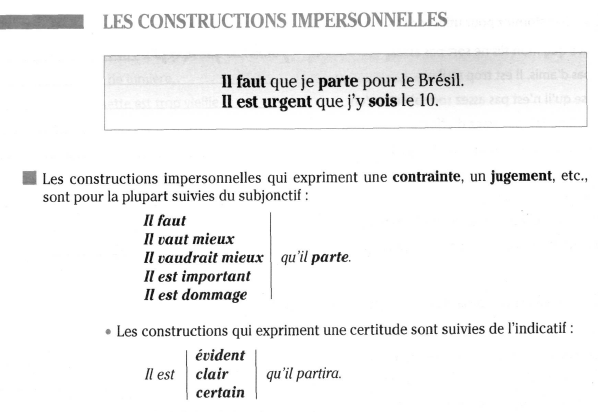 LES CONSTRUCTIONS IMPERSONNELLES
Il faut que je parte pour le Brésil.
Il est urgent que j'y sois le 10.
Les constructions impersonnelles qui expriment une contrainte, un jugement, etc.,
sont pour la plupart suivies du subjonctif :
Il faut
Il vaut mieux
Il vaudrait mieux qu'il parte.
Il est important
Il est dommage
• Les constructions qui expriment une certitude sont suivies de l'indicatif :
évident
Il est clair qu'il partira.
certain